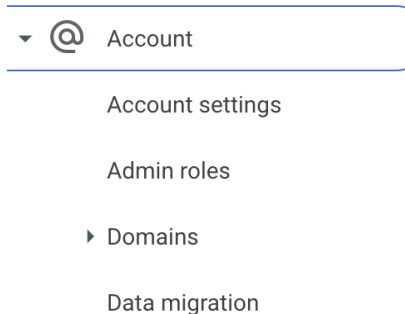 Account
Account settings
Admin roles
Domains
Data migration